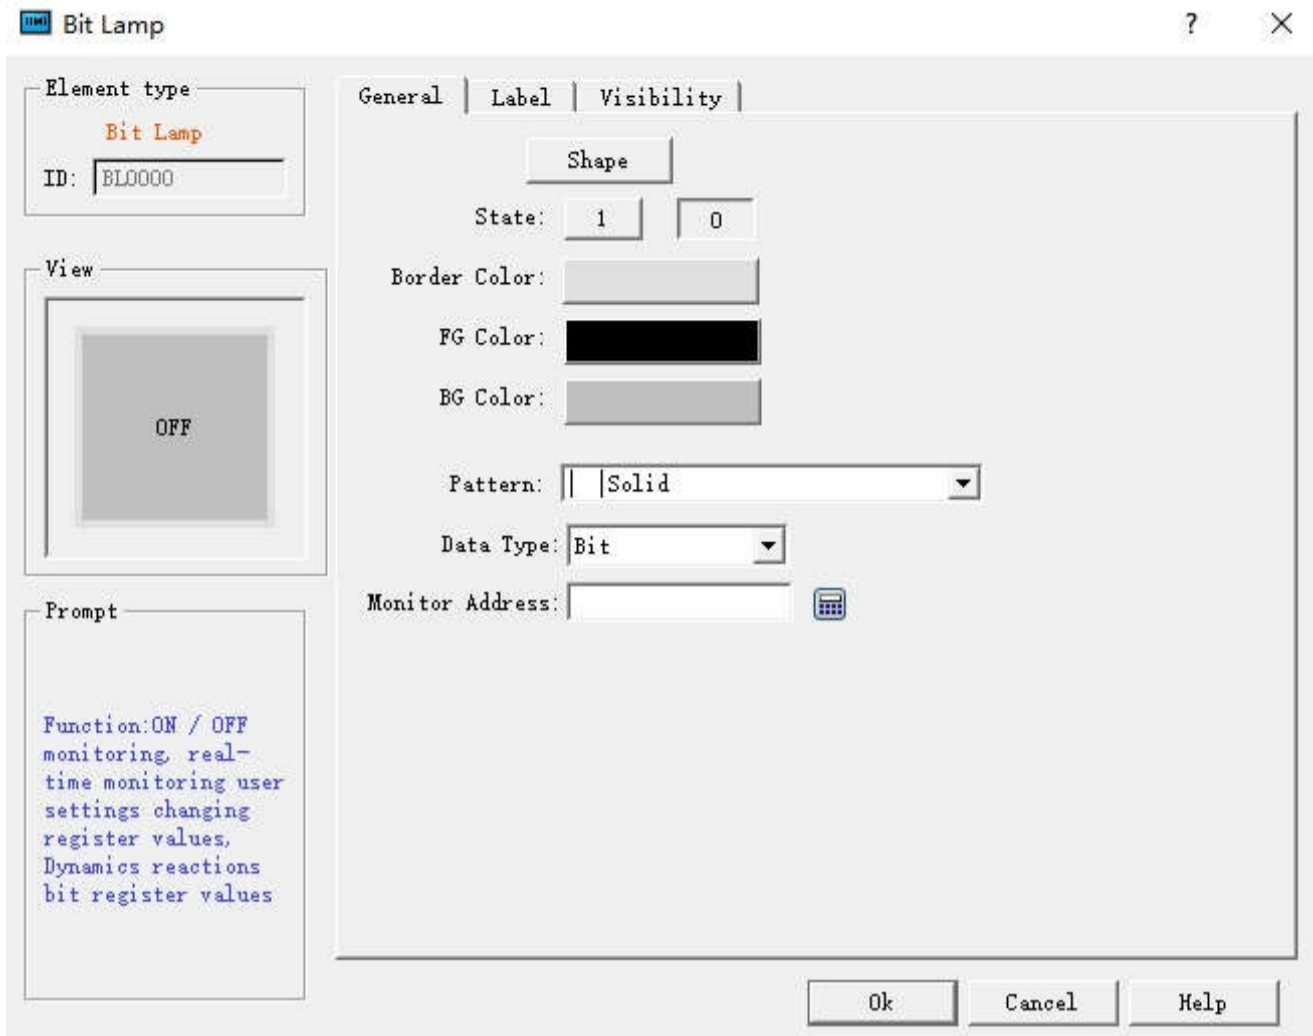 Bit Lamp
Element type
Bit Lamp
ID: BL0000
View
OFF
Prompt
Function:ON / OFF
monitoring, real-
time monitoring user
settings changing
register values,
Dynamics reactions
bit register values
General Label Visibility
Shape
State: 1 0
Border Color:
FG Color:
BG Color:
Pattern: Solid
Data Type: Bit
Monitor Address:
Ok Cancel Help